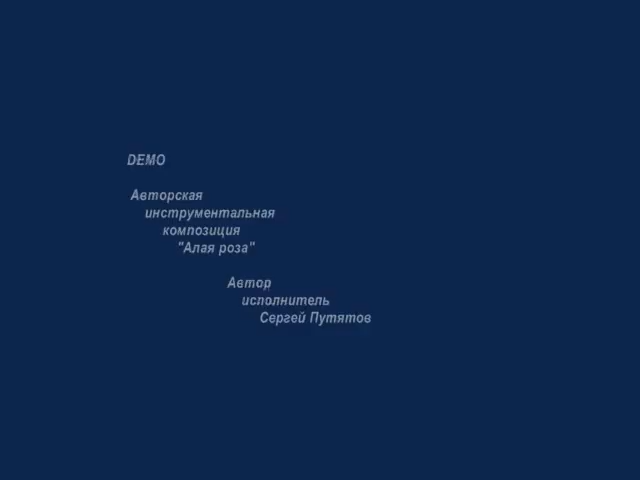 DEMO
Авторская
инструментальная
композиция
"Алая роза"
Автор
исполнитель
Сергей Путятов